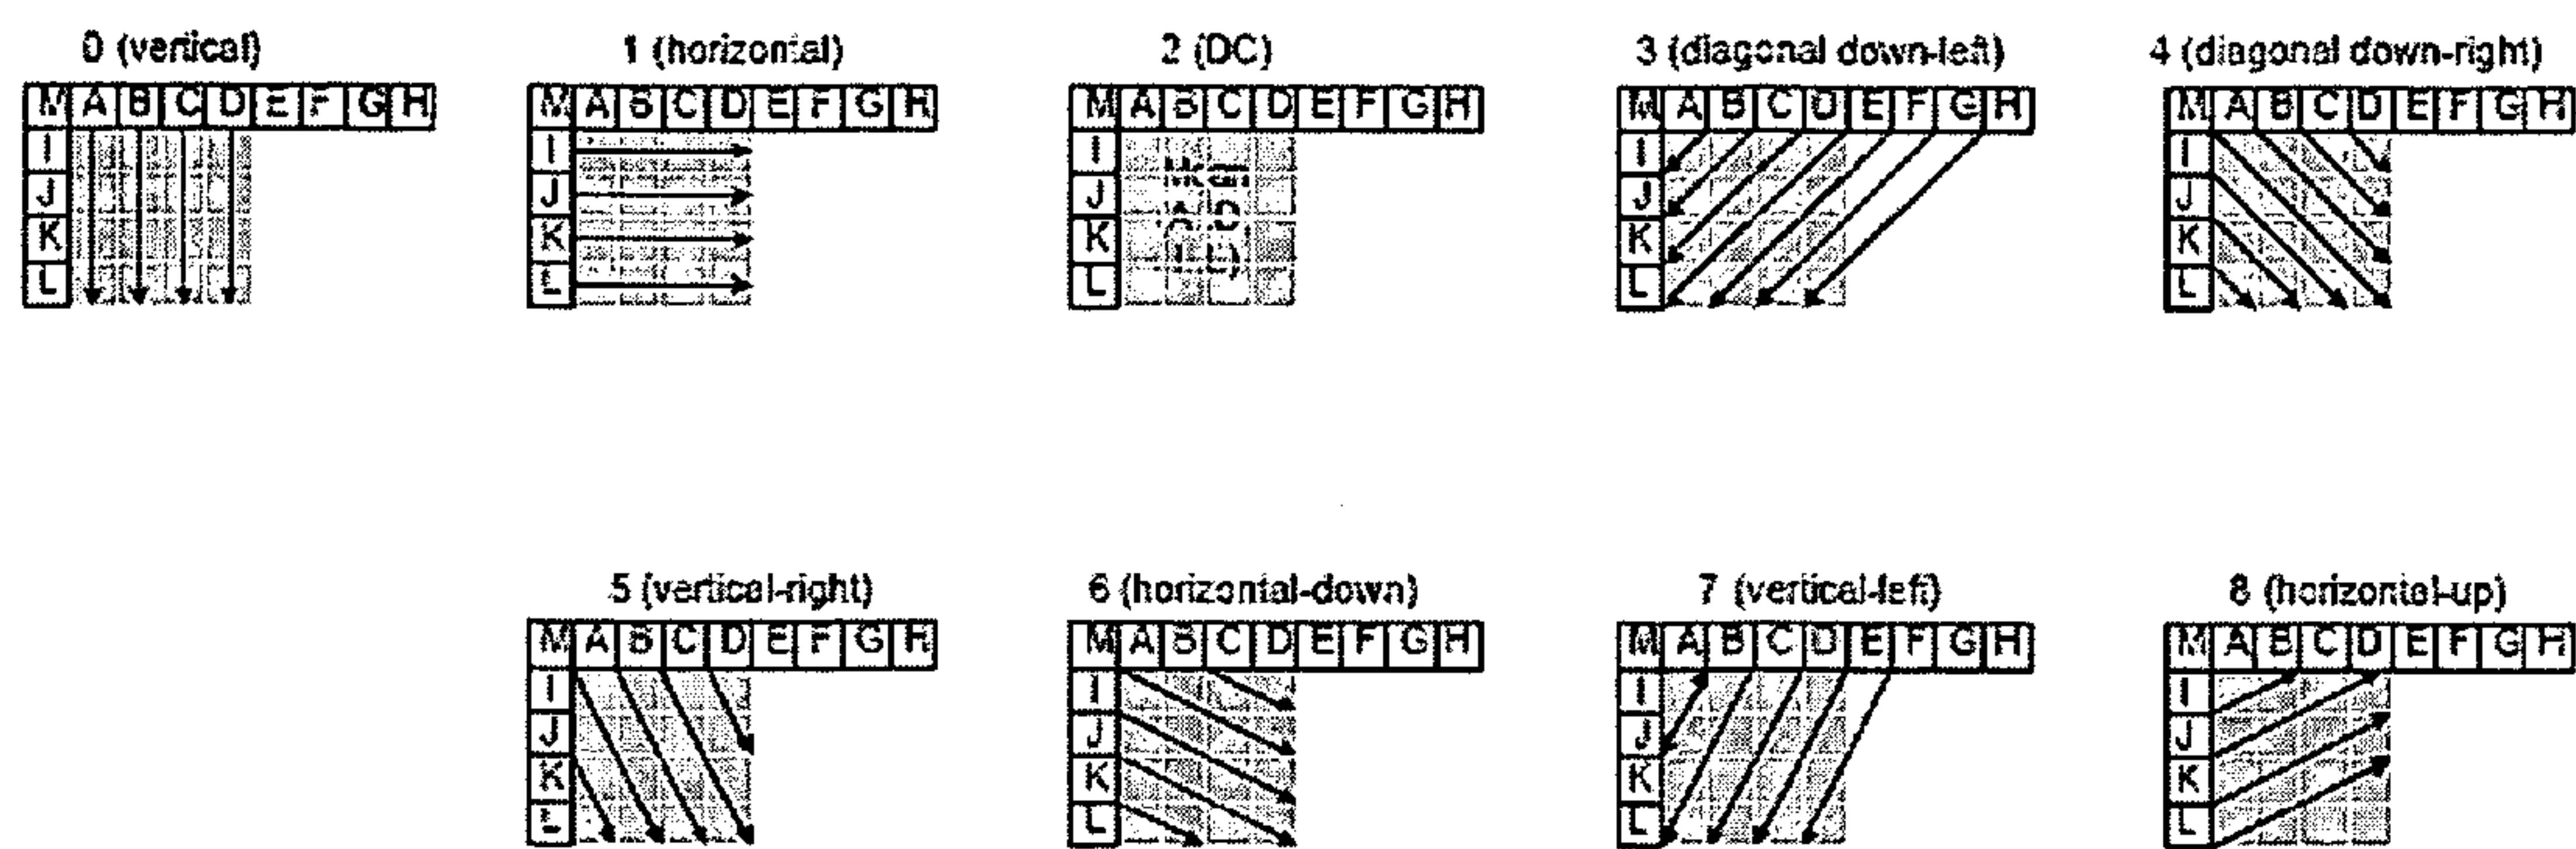 0 (vertical)
M A B C D E F G H
I
J
K
L
1 (horizontal)
M A B C D E F G H
I
J
K
L
2 (DC)
M A B C D E F G H
I
J
K
L
3 (diagonal down-left)
M A B C D E F G H
I
J
K
L
4 (diagonal down-right)
M A B C D E F G H
I
J
K
L
5 (vertical-right)
M A B C D E F G H
I
J
K
L
6 (horizontal-down)
M A B C D E F G H
I
J
K
L
7 (vertical-left)
M A B C D E F G H
I
J
K
L
8 (horizontal-up)
M A B C D E F G H
I
J
K
L